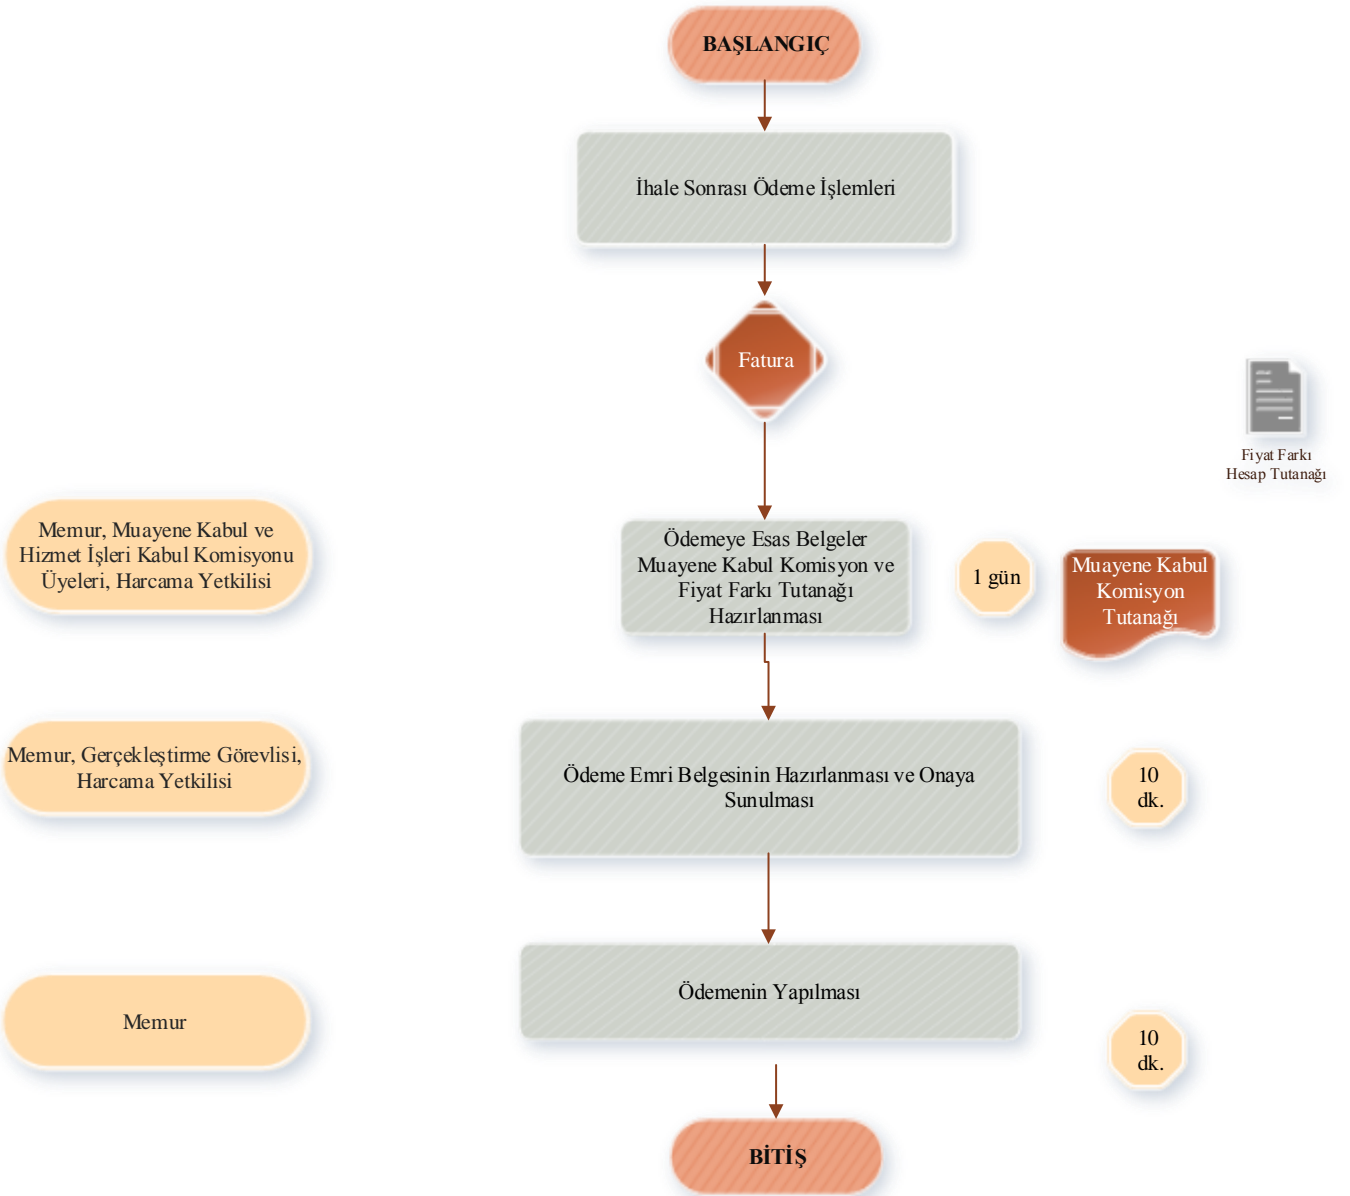 BAŞLANGIÇ
İhale Sonrası Ödeme İşlemleri
Fatura
Fiyat Farkı
Hesap Tutanağı
Memur, Muayene Kabul ve
Hizmet İşleri Kabul Komisyonu
Üyeleri, Harcama Yetkilisi
Ödemeye Esas Belgeler
Muayene Kabul Komisyon ve
Fiyat Farkı Tutanağı
Hazırlanması
1 gün
Muayene Kabul
Komisyon
Tutanağı
Memur, Gerçekleştirme Görevlisi,
Harcama Yetkilisi
Ödeme Emri Belgesinin Hazırlanması ve Onaya
Sunulması
10
dk.
Memur
Ödemenin Yapılması
10
dk.
BİTİŞ